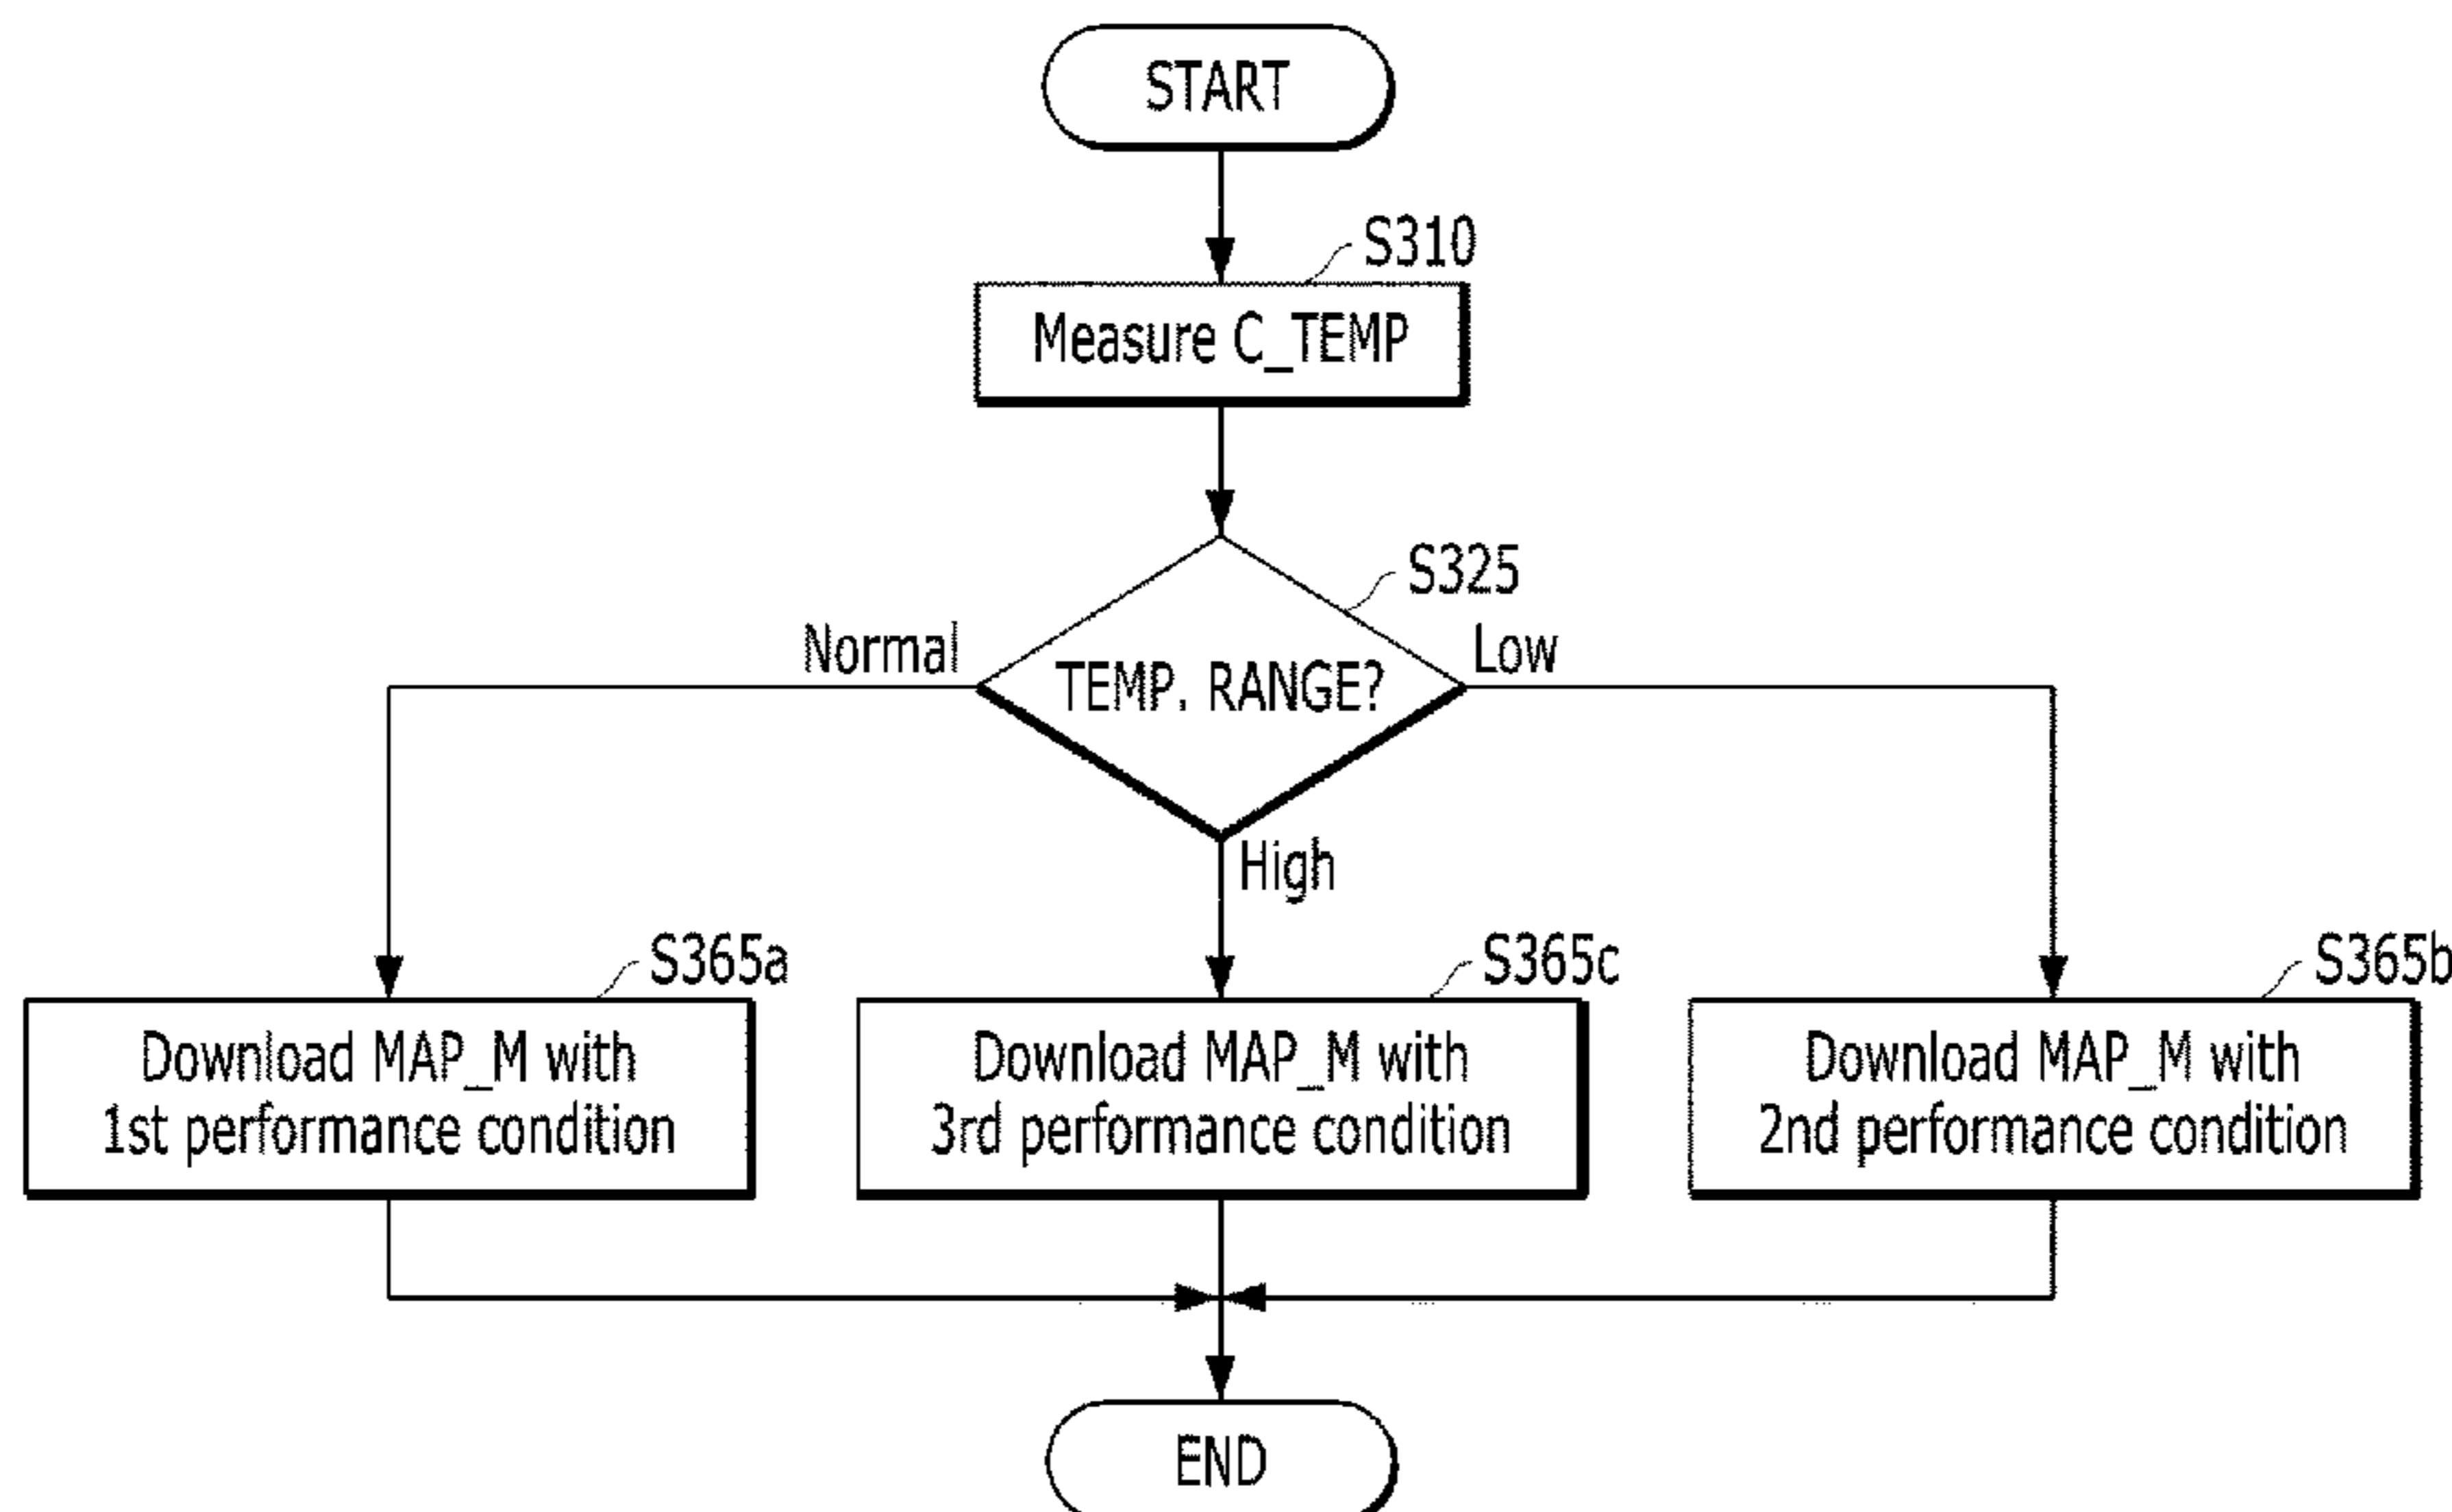 START
S310
Measure C_TEMP
S325
Normal
Low
TEMP. RANGE?
High
S365a
S365c
S365b
Download MAP_M with
1st performance condition
Download MAP_M with
3rd performance condition
Download MAP_M with
2nd performance condition
END